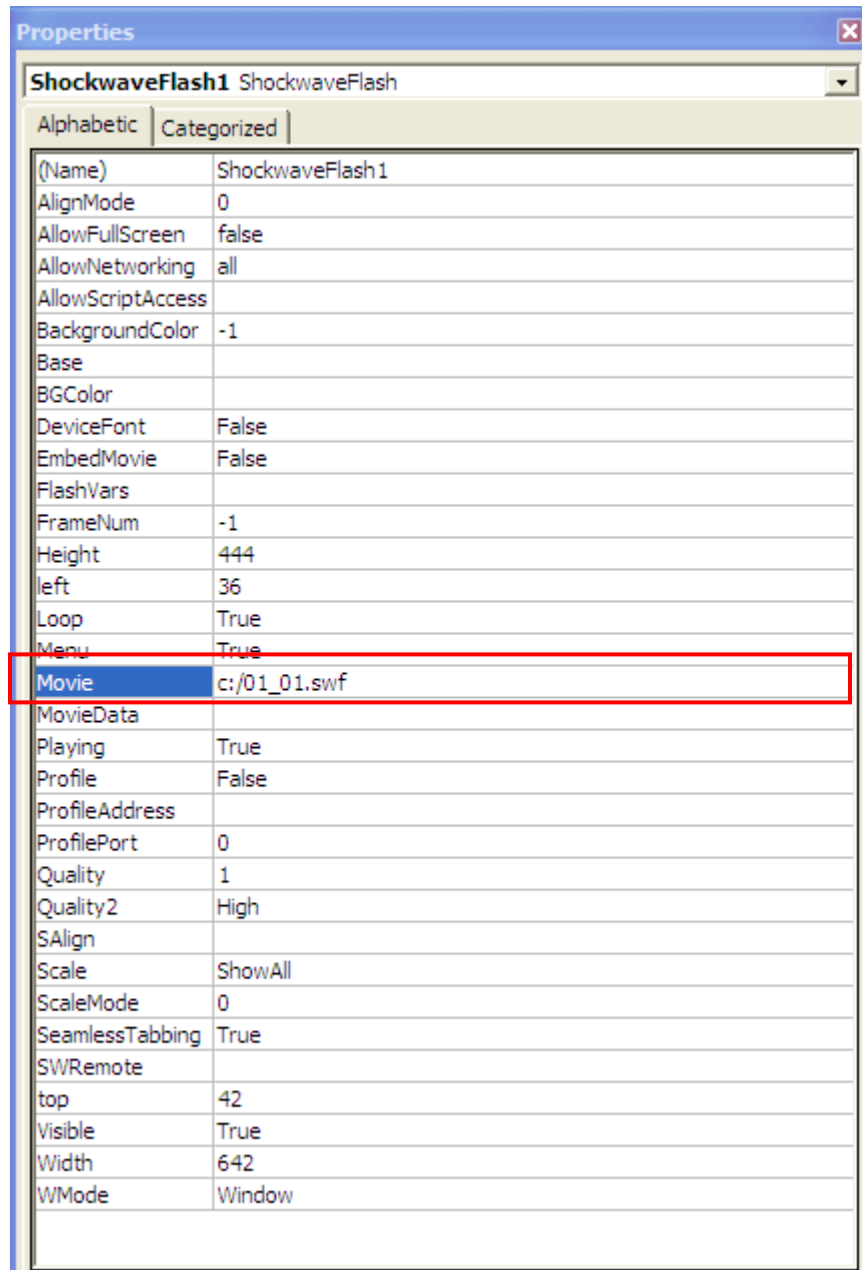 Properties
ShockwaveFlash1 ShockwaveFlash
Alphabetic Categorized
(Name) ShockwaveFlash1
AlignMode 0
AllowFullScreen false
AllowNetworking all
AllowScriptAccess
BackgroundColor -1
Base
BGColor
DeviceFont False
EmbedMovie False
FlashVars
FrameNum -1
Height 444
left 36
Loop True
Menu True
Movie c:/01_01.swf
MovieData
Playing True
Profile False
ProfileAddress
ProfilePort 0
Quality 1
Quality2 High
SAlign
Scale ShowAll
ScaleMode 0
SeamlessTabbing True
SWRemote
top 42
Visible True
Width 642
WMode Window